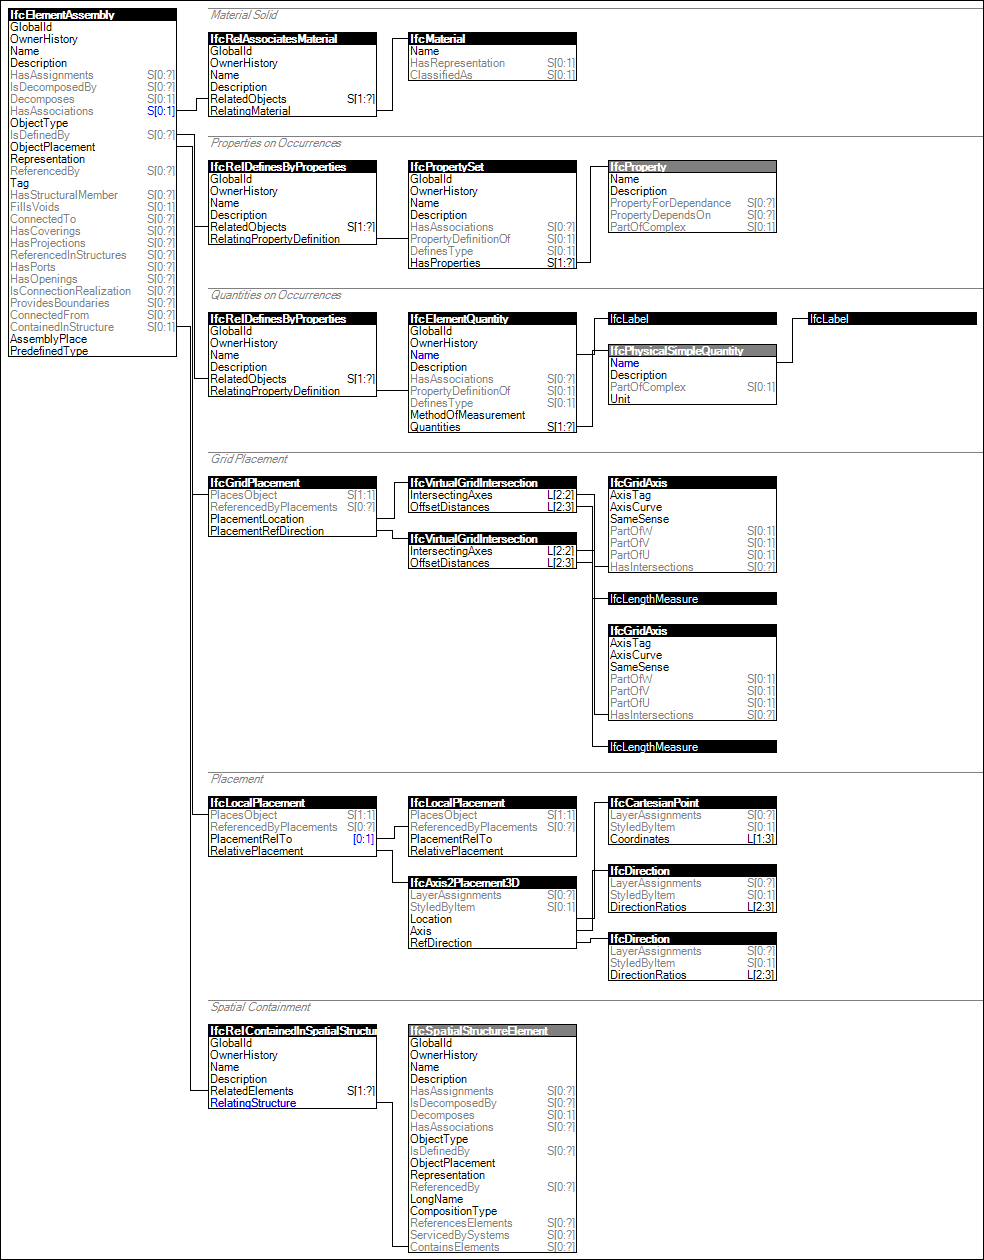 IfcElementAssembly
GlobalId
OwnerHistory
Name
Description
HasAssignments S[0:?]
IsDecomposedBy S[0:?]
Decomposes S[0:1]
HasAssociations S[0:1]
ObjectType
IsDefinedBy S[0:?]
ObjectPlacement
Representation
ReferencedBy S[0:?]
Tag
HasStructuralMember S[0:?]
FillsVoids S[0:1]
ConnectedTo S[0:?]
HasCoverings S[0:?]
HasProjections S[0:?]
ReferencedInStructures S[0:?]
HasPorts S[0:?]
HasOpenings S[0:?]
IsConnectionRealization S[0:?]
ProvidesBoundaries S[0:?]
ConnectedFrom S[0:?]
ContainedInStructure S[0:1]
AssemblyPlace
PredefinedType
Material Solid
IfcRelAssociatesMaterial
GlobalId
OwnerHistory
Name
Description
RelatedObjects S[1:?]
RelatingMaterial
IfcMaterial
Name
HasRepresentation S[0:1]
ClassifiedAs S[0:1]
Properties on Occurrences
IfcRelDefinesByProperties
GlobalId
OwnerHistory
Name
Description
RelatedObjects S[1:?]
RelatingPropertyDefinition
IfcPropertySet
GlobalId
OwnerHistory
Name
Description
HasAssociations S[0:?]
PropertyDefinitionOf S[0:1]
DefinesType S[0:1]
HasProperties S[1:?]
IfcProperty
Name
Description
PropertyForDependance S[0:?]
PropertyDependsOn S[0:?]
PartOfComplex S[0:1]
Quantities on Occurrences
IfcRelDefinesByProperties
GlobalId
OwnerHistory
Name
Description
RelatedObjects S[1:?]
RelatingPropertyDefinition
IfcElementQuantity
GlobalId
OwnerHistory
Name
Description
HasAssociations S[0:?]
PropertyDefinitionOf S[0:1]
DefinesType S[0:1]
MethodOfMeasurement
Quantities S[1:?]
IfcLabel
IfcPhysicalSimpleQuantity
Name
Description
PartOfComplex S[0:1]
Unit
IfcLabel
Grid Placement
IfcGridPlacement
PlacesObject S[1:1]
ReferencedByPlacements S[0:?]
PlacementLocation
PlacementRefDirection
IfcVirtualGridIntersection
IntersectingAxes L[2:2]
OffsetDistances L[2:3]
IfcVirtualGridIntersection
IntersectingAxes L[2:2]
OffsetDistances L[2:3]
IfcGridAxis
AxisTag
AxisCurve
SameSense
PartOfW S[0:1]
PartOfV S[0:1]
PartOfU S[0:1]
HasIntersections S[0:?]
IfcLengthMeasure
IfcGridAxis
AxisTag
AxisCurve
SameSense
PartOfW S[0:1]
PartOfV S[0:1]
PartOfU S[0:1]
HasIntersections S[0:?]
IfcLengthMeasure
Placement
IfcLocalPlacement
PlacesObject S[1:1]
ReferencedByPlacements S[0:?]
PlacementRelTo [0:1]
RelativePlacement
IfcLocalPlacement
PlacesObject S[1:1]
ReferencedByPlacements S[0:?]
PlacementRelTo
RelativePlacement
IfcAxis2Placement3D
LayerAssignments S[0:?]
StyledByItem S[0:1]
Location
Axis
RefDirection
IfcCartesianPoint
LayerAssignments S[0:?]
StyledByItem S[0:1]
Coordinates L[1:3]
IfcDirection
LayerAssignments S[0:?]
StyledByItem S[0:1]
DirectionRatios L[2:3]
IfcDirection
LayerAssignments S[0:?]
StyledByItem S[0:1]
DirectionRatios L[2:3]
Spatial Containment
IfcRelContainedInSpatialStructur
GlobalId
OwnerHistory
Name
Description
RelatedElements S[1:?]
RelatingStructure
IfcSpatialStructureElement
GlobalId
OwnerHistory
Name
Description
HasAssignments S[0:?]
IsDecomposedBy S[0:?]
Decomposes S[0:1]
HasAssociations S[0:?]
ObjectType
IsDefinedBy S[0:?]
ObjectPlacement
Representation
ReferencedBy S[0:?]
LongName
CompositionType
ReferencesElements S[0:?]
ServicedBySystems S[0:?]
ContainsElements S[0:?]